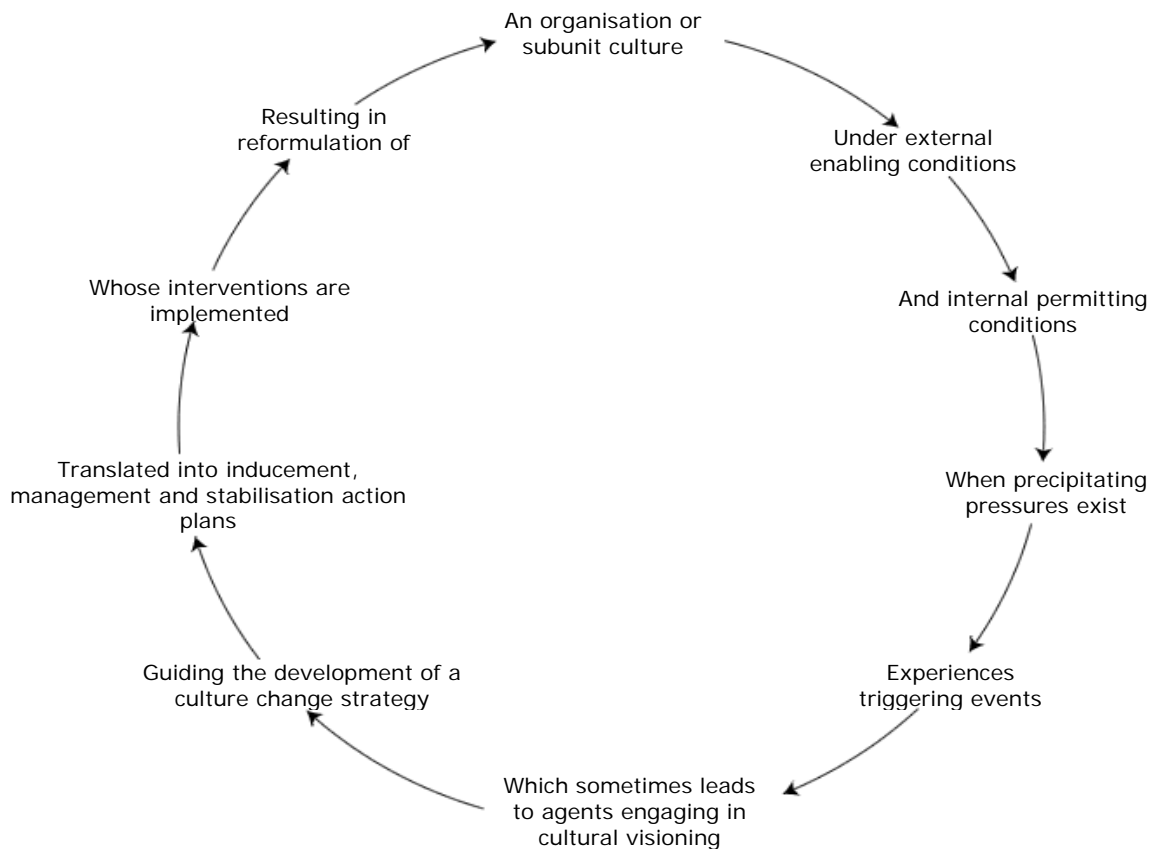 An organisation or
subunit culture
Under external
enabling conditions
And internal permitting
conditions
When precipitating
pressures exist
Experiences
triggering events
Which sometimes leads
to agents engaging in
cultural visioning
Guiding the development of a
culture change strategy
Translated into inducement,
management and stabilisation action
plans
Whose interventions are
implemented
Resulting in
reformulation of